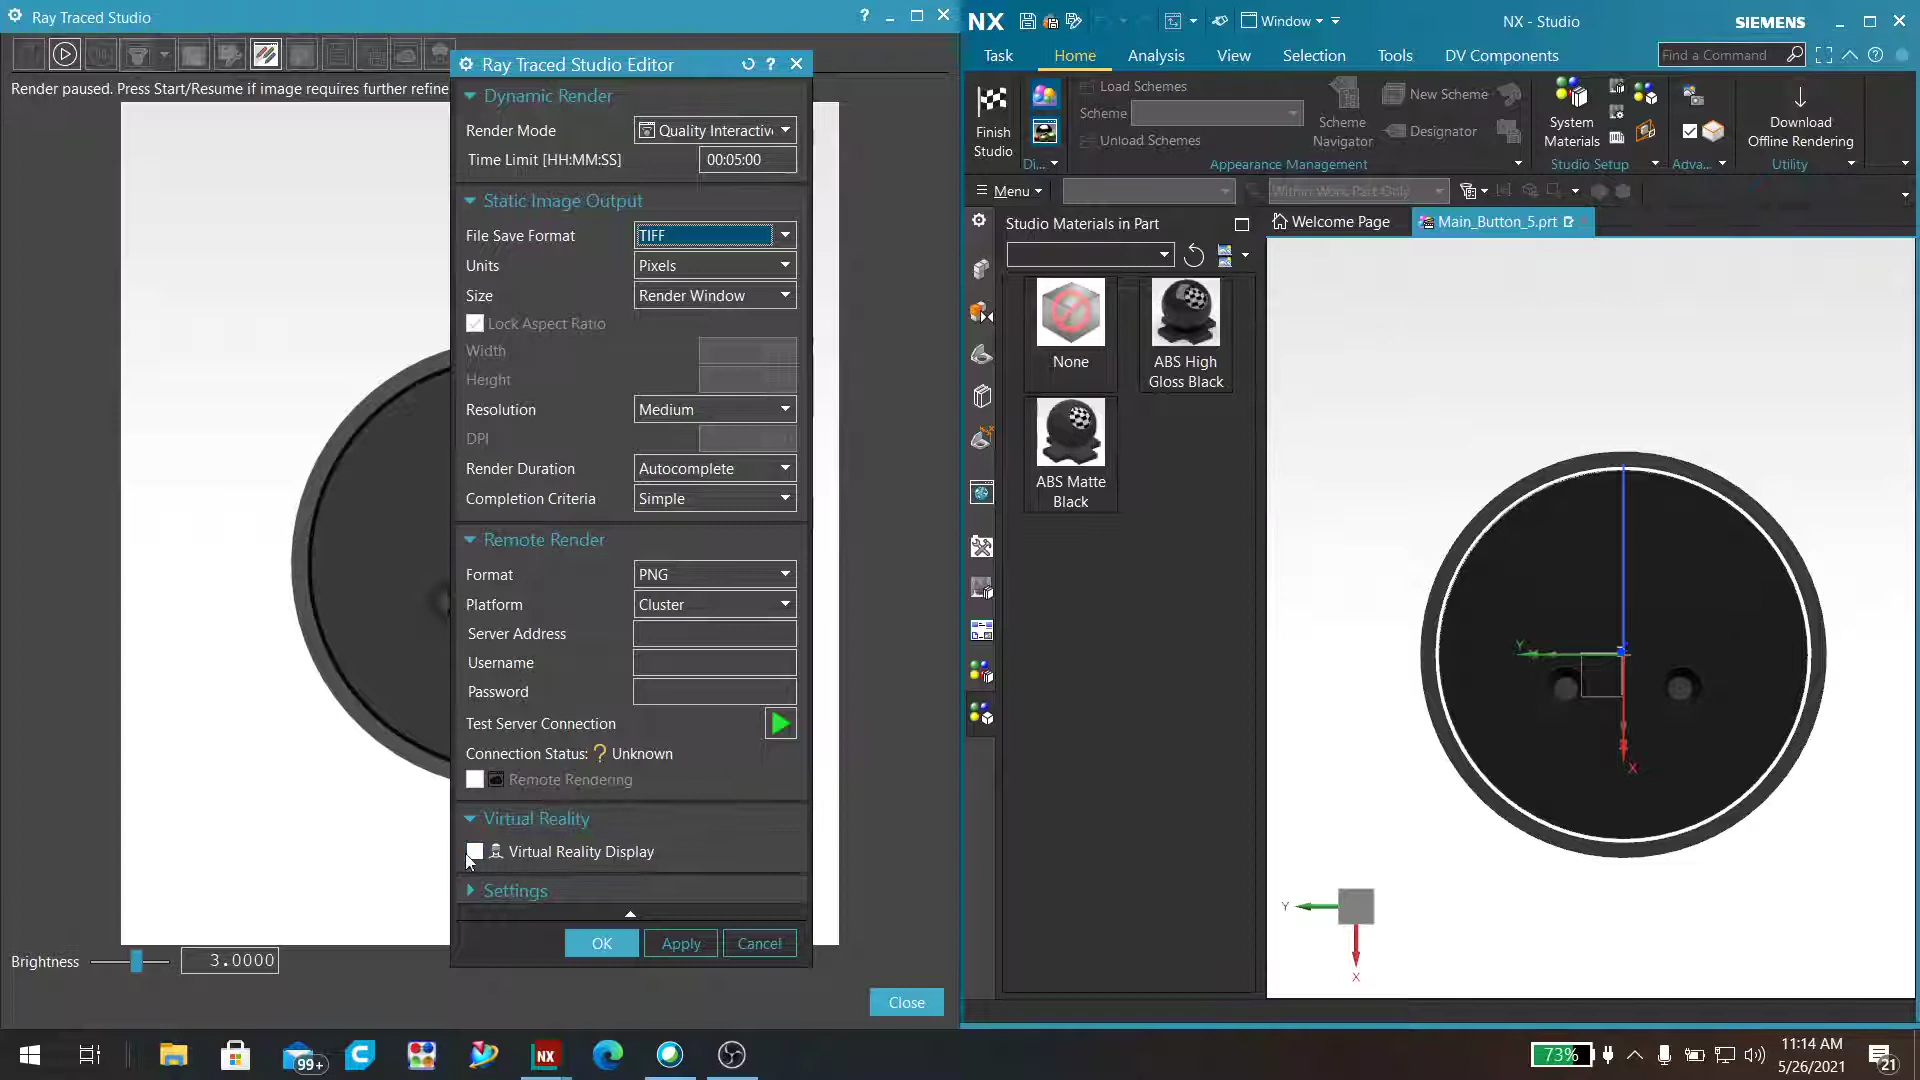 Ray Traced Studio
Render paused. Press Start/Resume if image requires further refine
Ray Traced Studio Editor
Dynamic Render
Render Mode
Quality Interactiv
Time Limit [HH:MM:SS]
00:05:00
Static Image Output
File Save Format
TIFF
Units
Pixels
Size
Render Window
Lock Aspect Ratio
Width
Height
Resolution
Medium
DPI
Render Duration
Autocomplete
Completion Criteria
Simple
Remote Render
Format
PNG
Platform
Cluster
Server Address
Username
Password
Test Server Connection
Connection Status: ? Unknown
Remote Rendering
Virtual Reality
Virtual Reality Display
Settings
OK
Apply
Cancel
Brightness
3.0000
Close
NX
Window
NX - Studio
SIEMENS
Task
Home
Analysis
View
Selection
Tools
DV Components
Find a Command
Finish
Studio
Di...
Load Schemes
Scheme
Unload Schemes
Scheme
Navigator
New Scheme
Designator
Appearance Management
System
Materials
Studio Setup
Adva...
Download
Offline Rendering
Utility
Menu
Within Work Part Only
Studio Materials in Part
Welcome Page
Main_Button_5.prt
None
ABS High
Gloss Black
ABS Matte
Black
Y
X
Y
X
99+
NX
73%
11:14 AM
5/26/2021
21